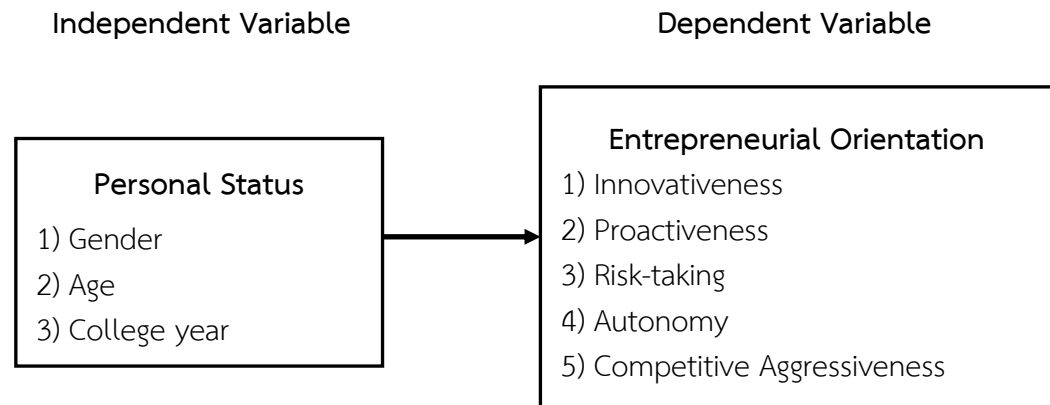 Independent Variable
Dependent Variable
Personal Status
1) Gender
2) Age
3) College year
Entrepreneurial Orientation
1) Innovativeness
2) Proactiveness
3) Risk-taking
4) Autonomy
5) Competitive Aggressiveness